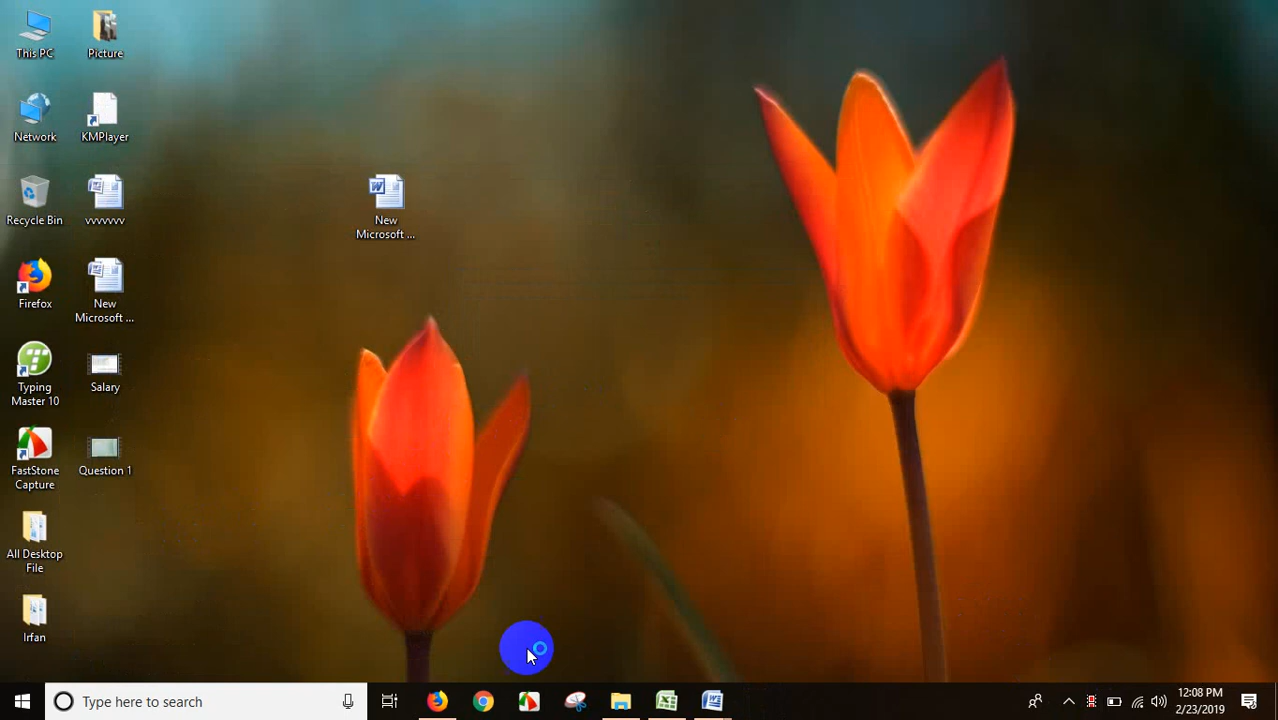 This PC
Picture
Network
KMPlayer
Recycle Bin
vvvvvvv
New
Microsoft ...
Firefox
New
Microsoft ...
Typing
Master 10
Salary
FastStone
Capture
Question 1
All Desktop
File
Irfan
Type here to search
12:08 PM
2/23/2019